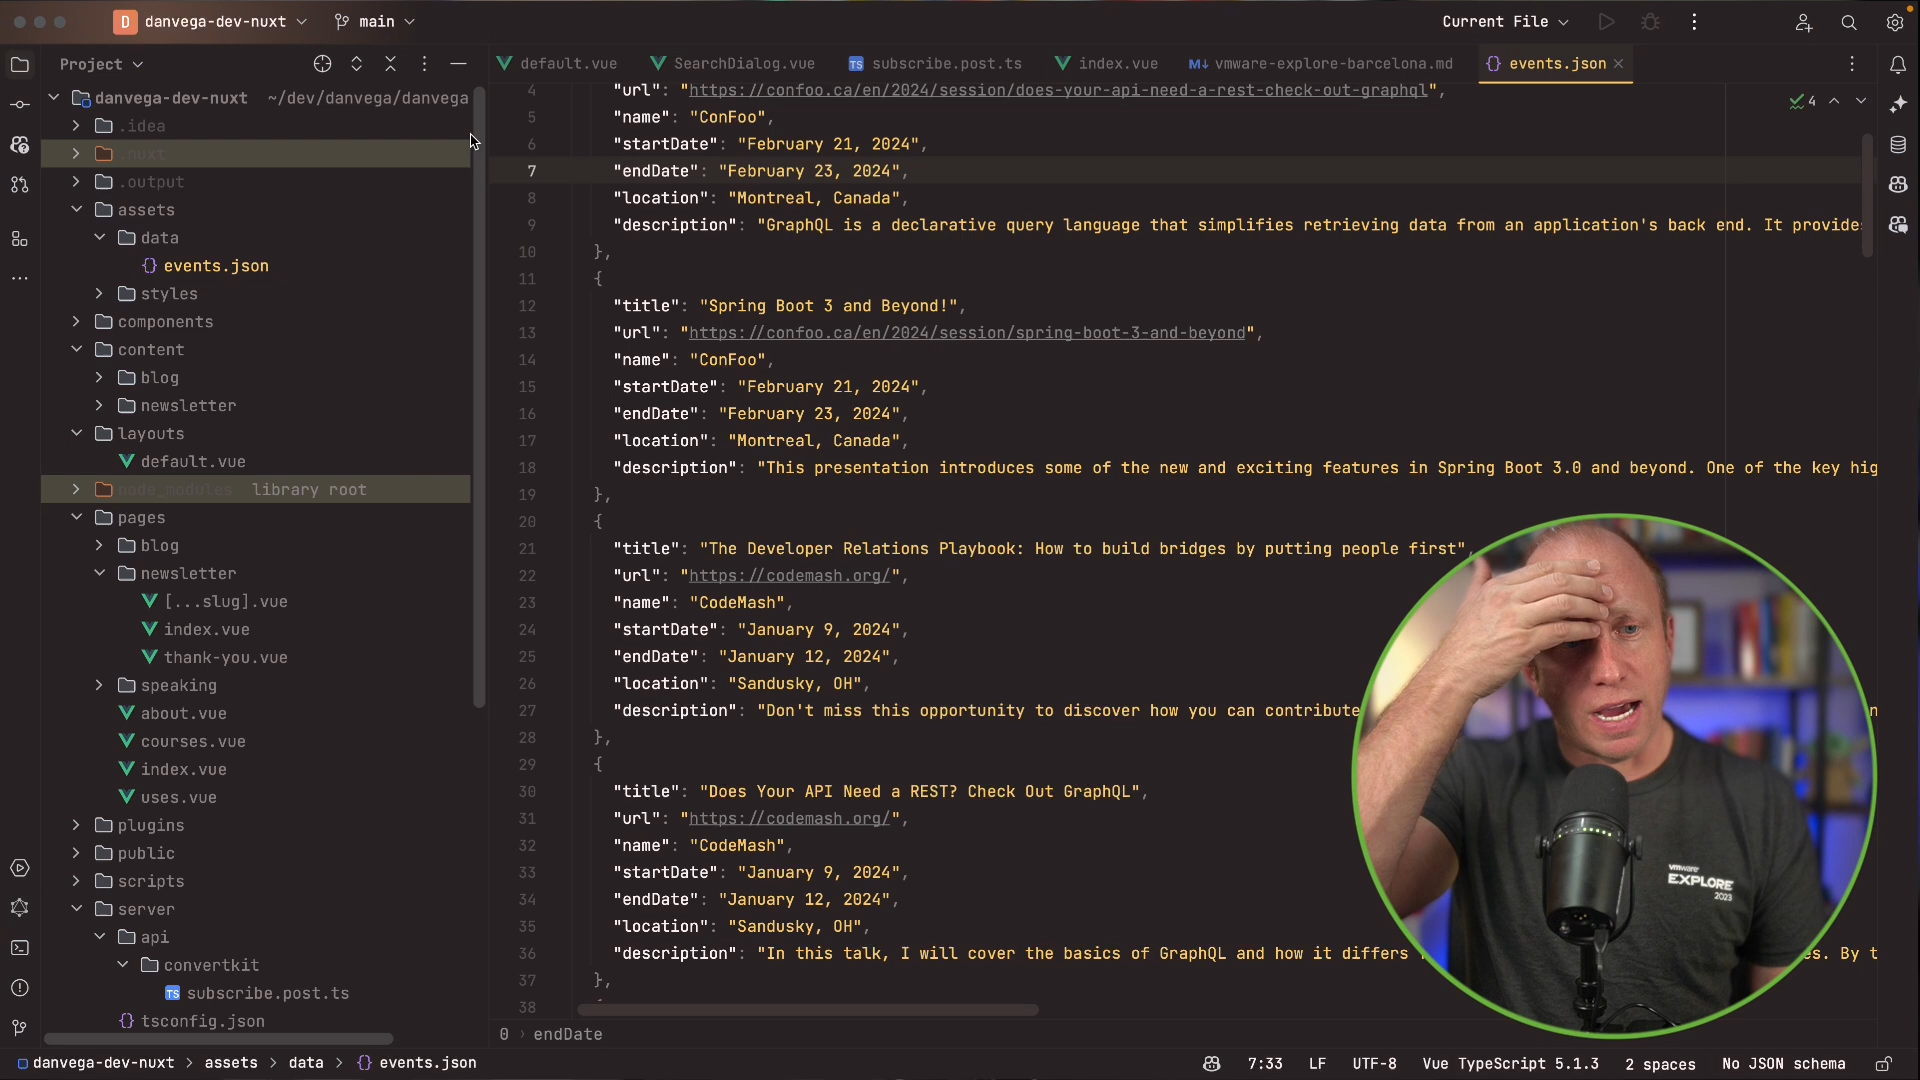 D danvega-dev-nuxt main Current File
Project
default.vue SearchDialog.vue TS subscribe.post.ts index.vue M↓ vmware-explore-barcelona.md {} events.json
danvega-dev-nuxt ~/dev/danvega/danvega
.idea
.nuxt
.output
assets
data
{} events.json
styles
components
content
blog
newsletter
layouts
default.vue
node_modules library root
pages
blog
newsletter
[...slug].vue
index.vue
thank-you.vue
speaking
about.vue
courses.vue
index.vue
uses.vue
plugins
public
scripts
server
api
convertkit
TS subscribe.post.ts
{} tsconfig.json
4
4 "url": "https://confoo.ca/en/2024/session/does-your-api-need-a-rest-check-out-graphql",
5 "name": "ConFoo",
6 "startDate": "February 21, 2024",
7 "endDate": "February 23, 2024",
8 "location": "Montreal, Canada",
9 "description": "GraphQL is a declarative query language that simplifies retrieving data from an application's back end. It provide
10 },
11 {
12 "title": "Spring Boot 3 and Beyond!",
13 "url": "https://confoo.ca/en/2024/session/spring-boot-3-and-beyond",
14 "name": "ConFoo",
15 "startDate": "February 21, 2024",
16 "endDate": "February 23, 2024",
17 "location": "Montreal, Canada",
18 "description": "This presentation introduces some of the new and exciting features in Spring Boot 3.0 and beyond. One of the key hig
19 },
20 {
21 "title": "The Developer Relations Playbook: How to build bridges by putting people first",
22 "url": "https://codemash.org/",
23 "name": "CodeMash",
24 "startDate": "January 9, 2024",
25 "endDate": "January 12, 2024",
26 "location": "Sandusky, OH",
27 "description": "Don't miss this opportunity to discover how you can contribute
28 },
29 {
30 "title": "Does Your API Need a REST? Check Out GraphQL",
31 "url": "https://codemash.org/",
32 "name": "CodeMash",
33 "startDate": "January 9, 2024",
34 "endDate": "January 12, 2024",
35 "location": "Sandusky, OH",
36 "description": "In this talk, I will cover the basics of GraphQL and how it differs es. By t
37 },
38
vmware
EXPLORE
2023
0 › endDate
danvega-dev-nuxt > assets > data > {} events.json 7:33 LF UTF-8 Vue TypeScript 5.1.3 2 spaces No JSON schema